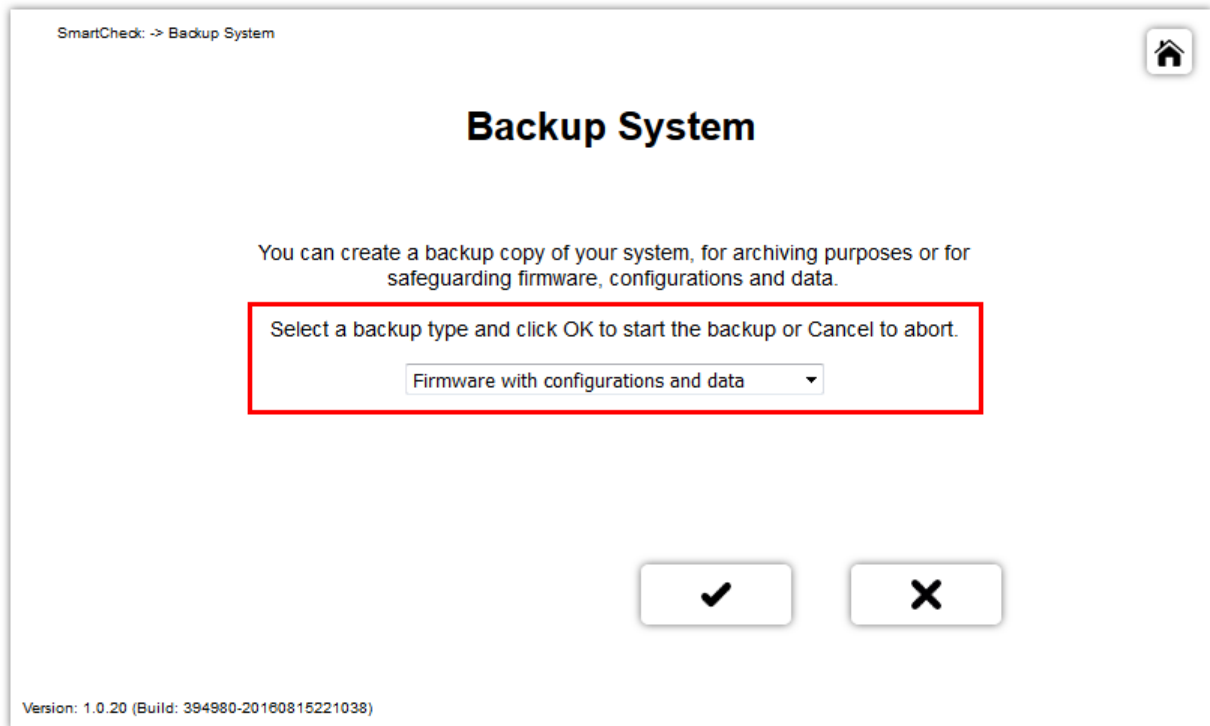 SmartCheck: -> Backup System
Backup System
You can create a backup copy of your system, for archiving purposes or for
safeguarding firmware, configurations and data.
Select a backup type and click OK to start the backup or Cancel to abort.
Firmware with configurations and data
Version: 1.0.20 (Build: 394980-20160815221038)